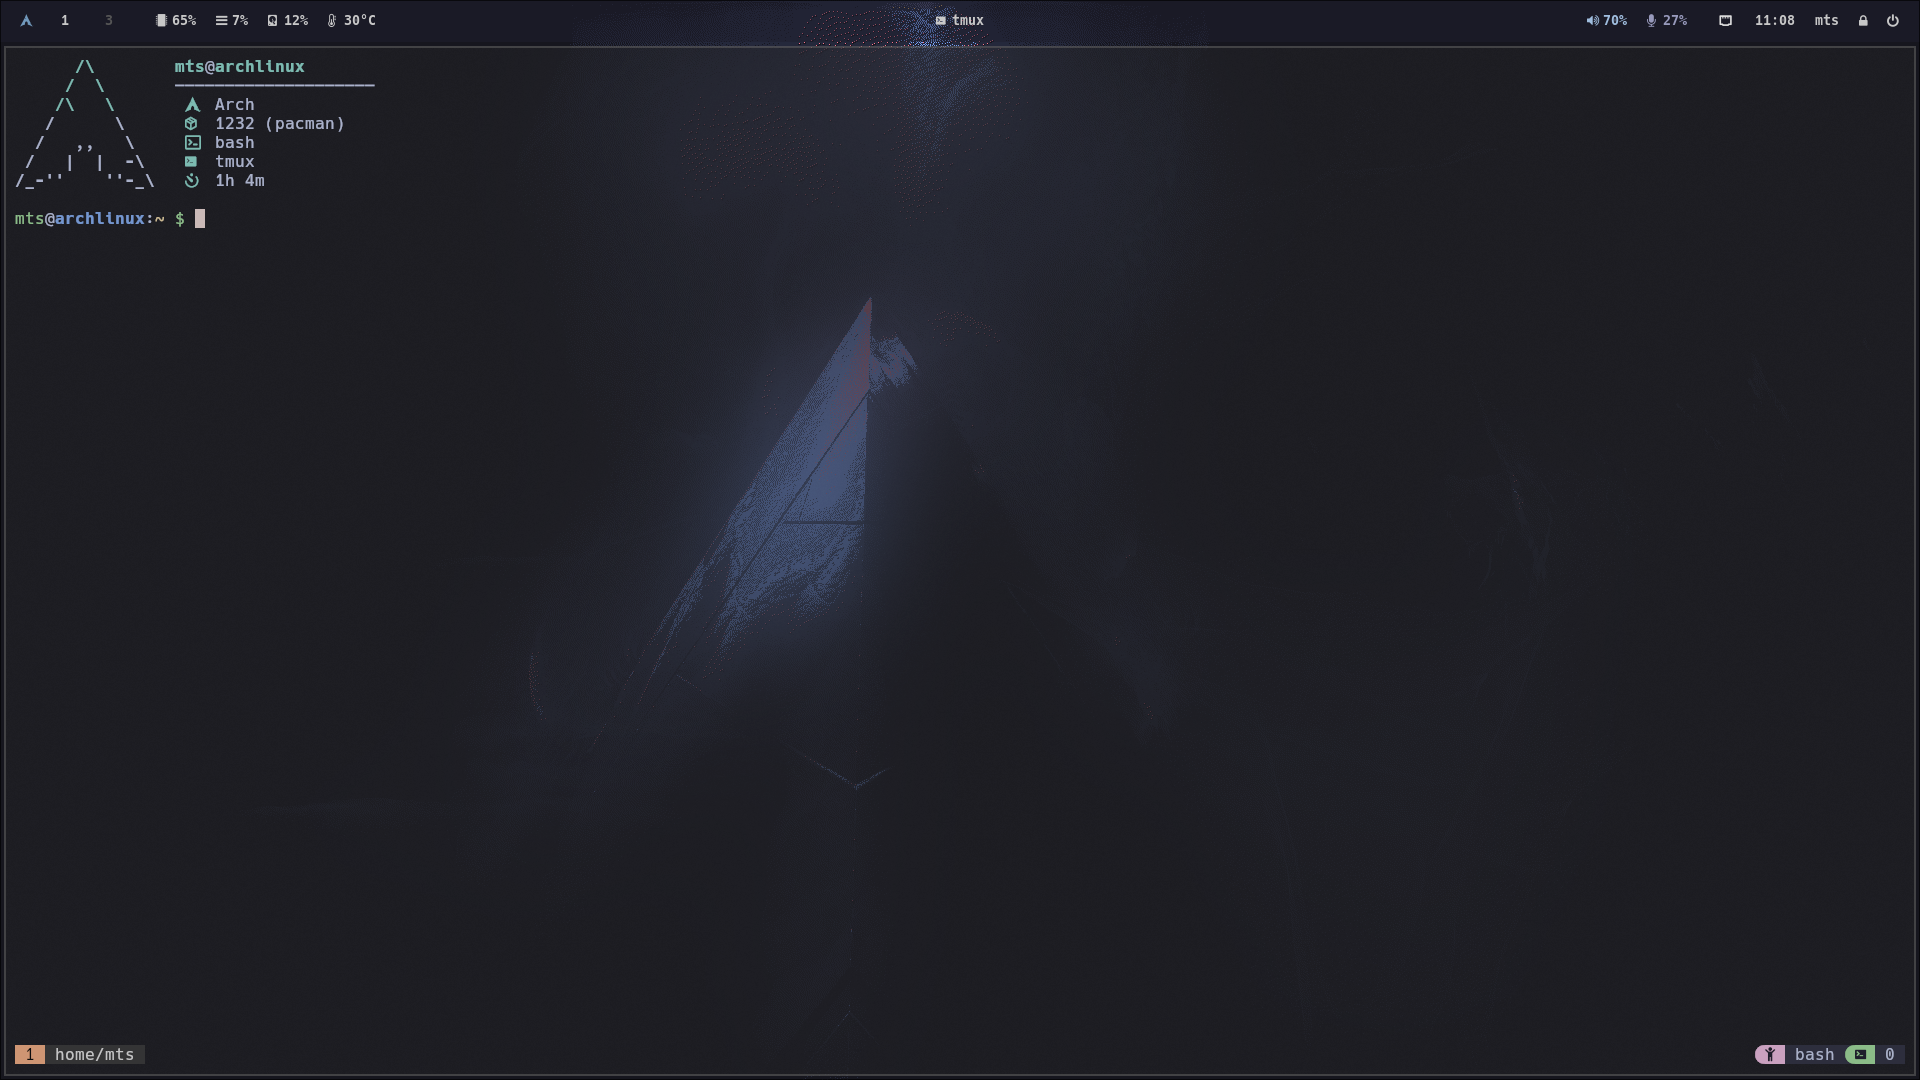 1 3 65% 7% 12% 30°C tmux 70% 27% 11:08 mts
mts@archlinux
Arch
1232 (pacman)
bash
tmux
1h 4m
mts@archlinux:~ $
1 home/mts bash 0